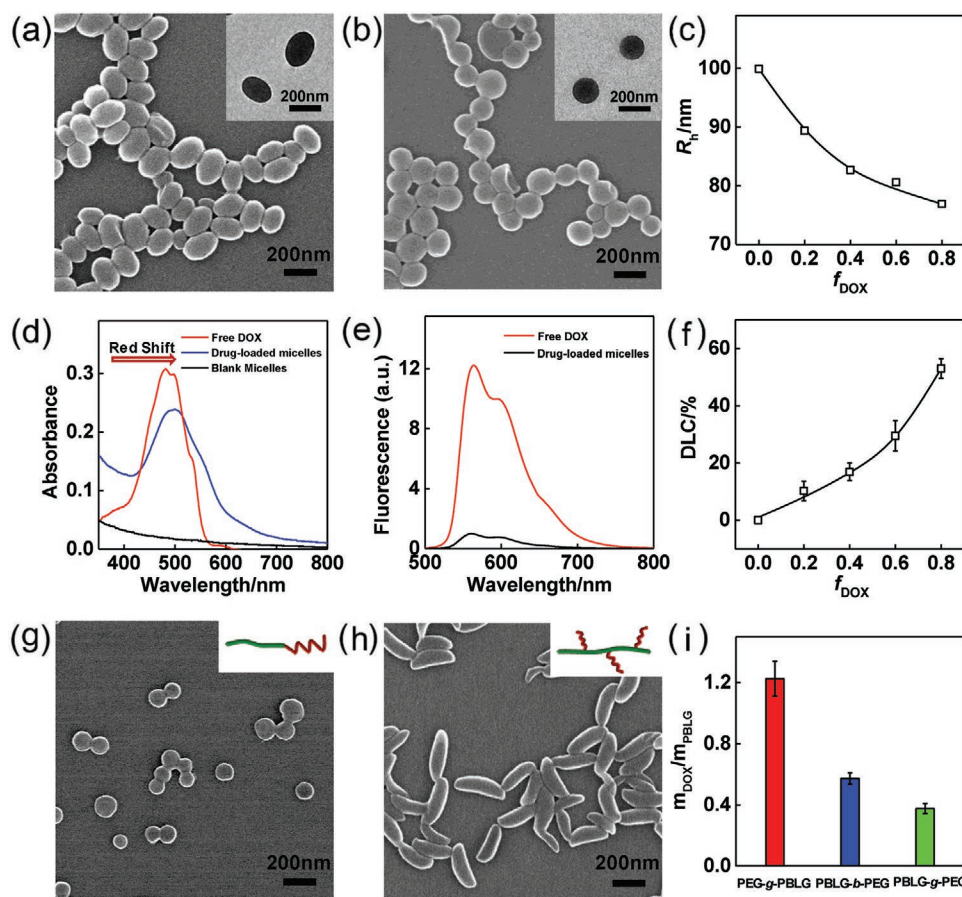 (a)
200nm
200nm
(b)
200nm
200nm
(c)
100
90
80
70
R_h/nm
0.0 0.2 0.4 0.6 0.8
f_DOX
(d)
Red Shift
Free DOX
Drug-loaded micelles
Blank Micelles
0.3
0.2
0.1
0.0
Absorbance
400 500 600 700 800
Wavelength/nm
(e)
Free DOX
Drug-loaded micelles
12
8
4
0
Fluorescence (a.u.)
500 600 700 800
Wavelength/nm
(f)
60
40
20
0
DLC/%
0.0 0.2 0.4 0.6 0.8
f_DOX
(g)
200nm
(h)
200nm
(i)
1.2
0.8
0.4
0.0
m_DOX/m_PBLG
PEG-g-PBLG PBLG-b-PEG PBLG-g-PEG